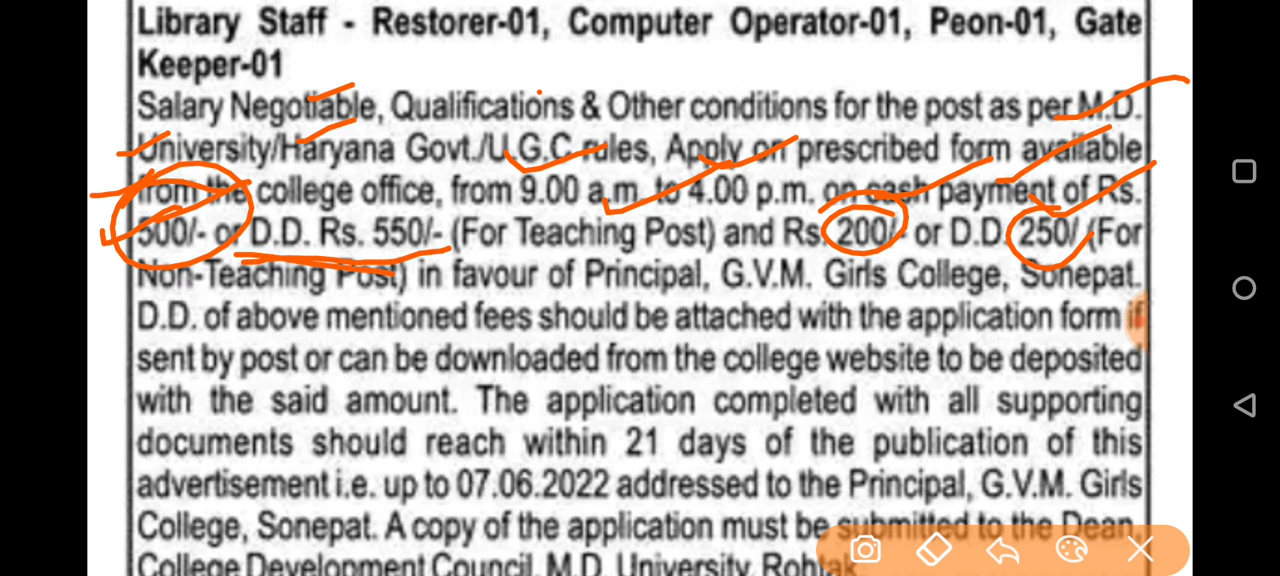 Library Staff - Restorer-01, Computer Operator-01, Peon-01, Gate
Keeper-01
Salary Negotiable, Qualifications & Other conditions for the post as per M.D.
University/Haryana Govt./U.G.C rules, Apply on prescribed form available
from the college office, from 9.00 a.m. to 4.00 p.m. on cash payment of Rs.
500/- or D.D. Rs. 550/- (For Teaching Post) and Rs. 200/- or D.D. 250/- (For
Non-Teaching Post) in favour of Principal, G.V.M. Girls College, Sonepat.
D.D. of above mentioned fees should be attached with the application form if
sent by post or can be downloaded from the college website to be deposited
with the said amount. The application completed with all supporting
documents should reach within 21 days of the publication of this
advertisement i.e. up to 07.06.2022 addressed to the Principal, G.V.M. Girls
College, Sonepat. A copy of the application must be submitted to the Dean,
College Development Council, M.D. University, Rohtak